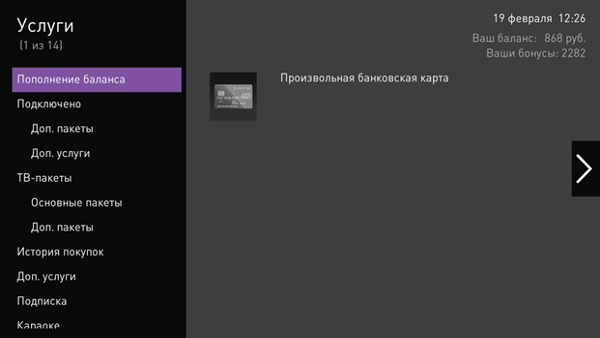 Услуги
(1 из 14)
19 февраля 12:26
Ваш баланс: 868 руб.
Ваши бонусы: 2282
Пополнение баланса
Подключено
Доп. пакеты
Доп. услуги
ТВ-пакеты
Основные пакеты
Доп. пакеты
История покупок
Доп. услуги
Подписка
Караоке
Произвольная банковская карта